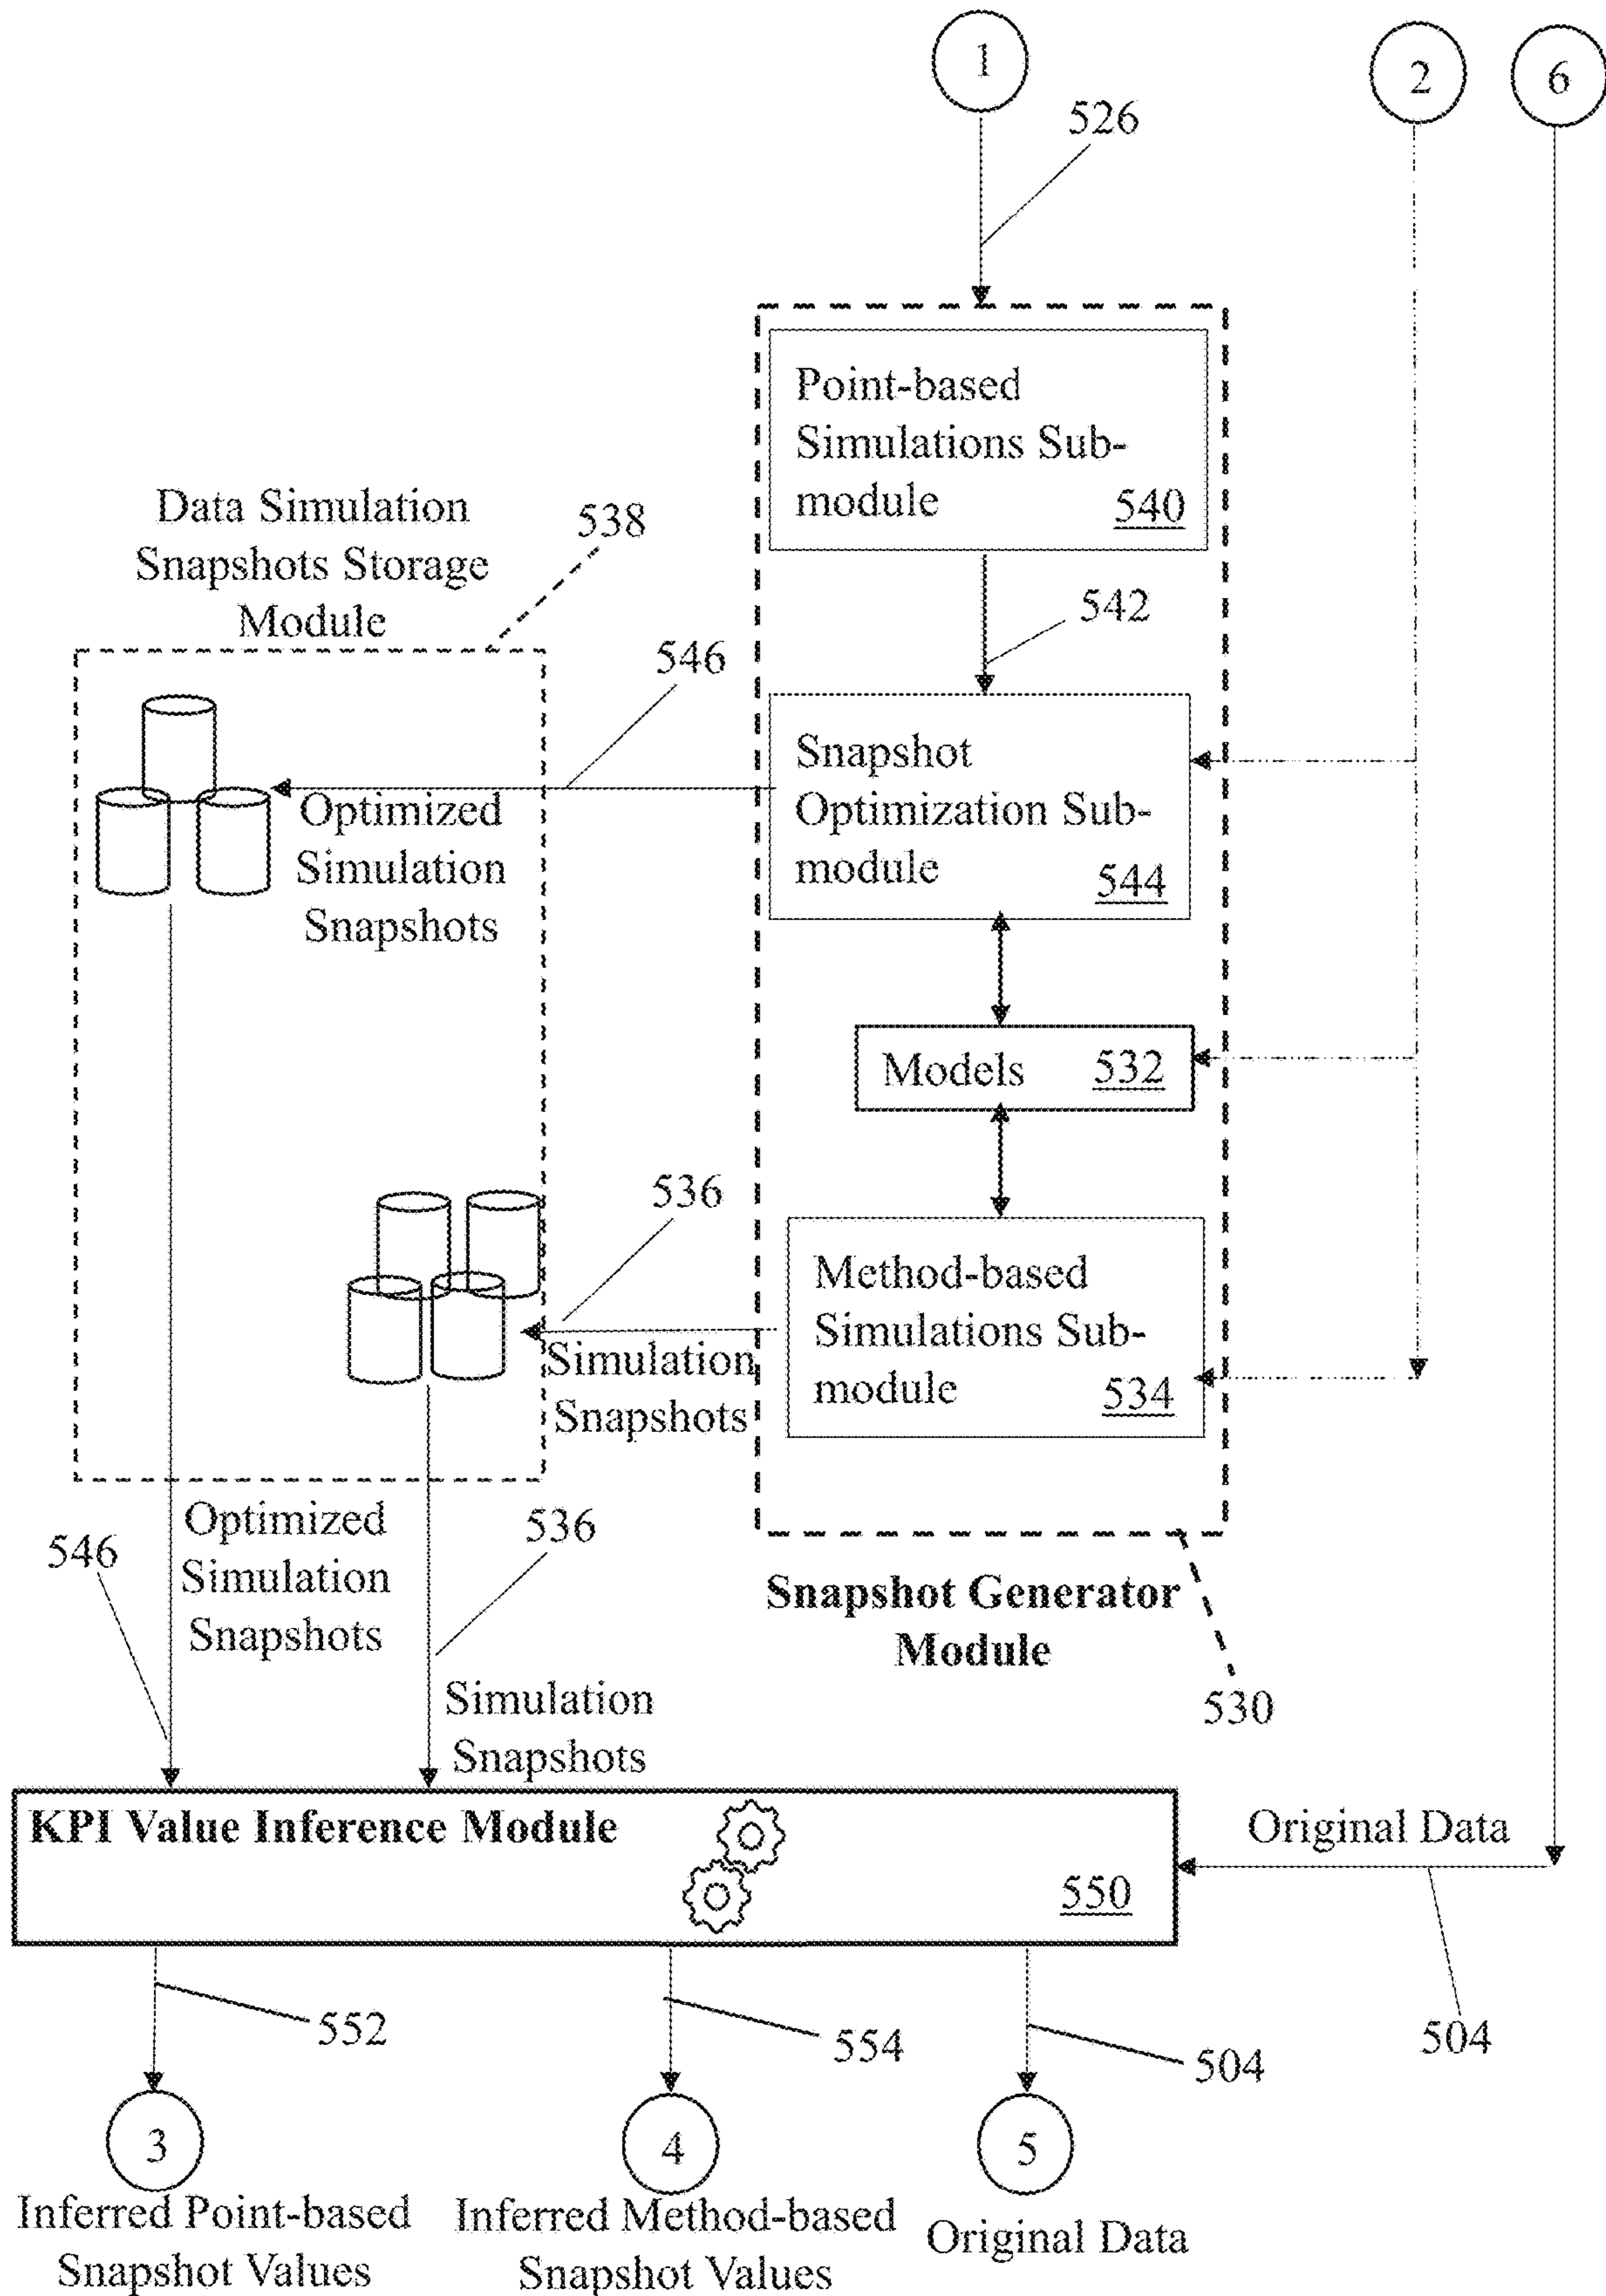 1
2
6
526
Point-based
Simulations Sub-
module
540
Data Simulation
Snapshots Storage
Module
538
542
546
Snapshot
Optimization Sub-
module
544
Optimized
Simulation
Snapshots
Models
532
536
Method-based
Simulations Sub-
module
534
Simulation
Snapshots
Optimized
Simulation
Snapshots
546
536
Snapshot Generator
Module
530
Simulation
Snapshots
KPI Value Inference Module
550
Original Data
504
552
554
504
3
4
5
Inferred Point-based
Snapshot Values
Inferred Method-based
Snapshot Values
Original Data